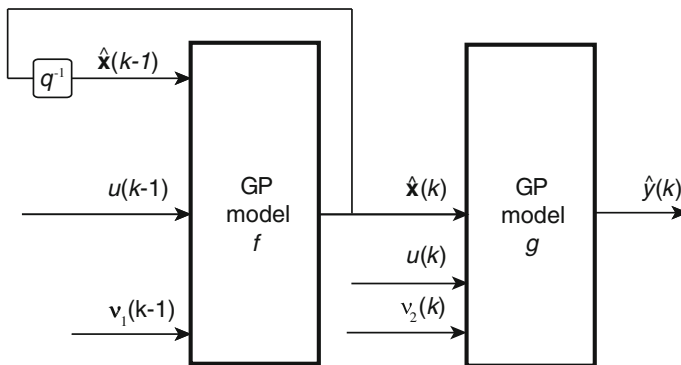 q⁻¹
x̂(k-1)
u(k-1)
ν₁(k-1)
GP
model
f
x̂(k)
u(k)
ν₂(k)
GP
model
g
ŷ(k)